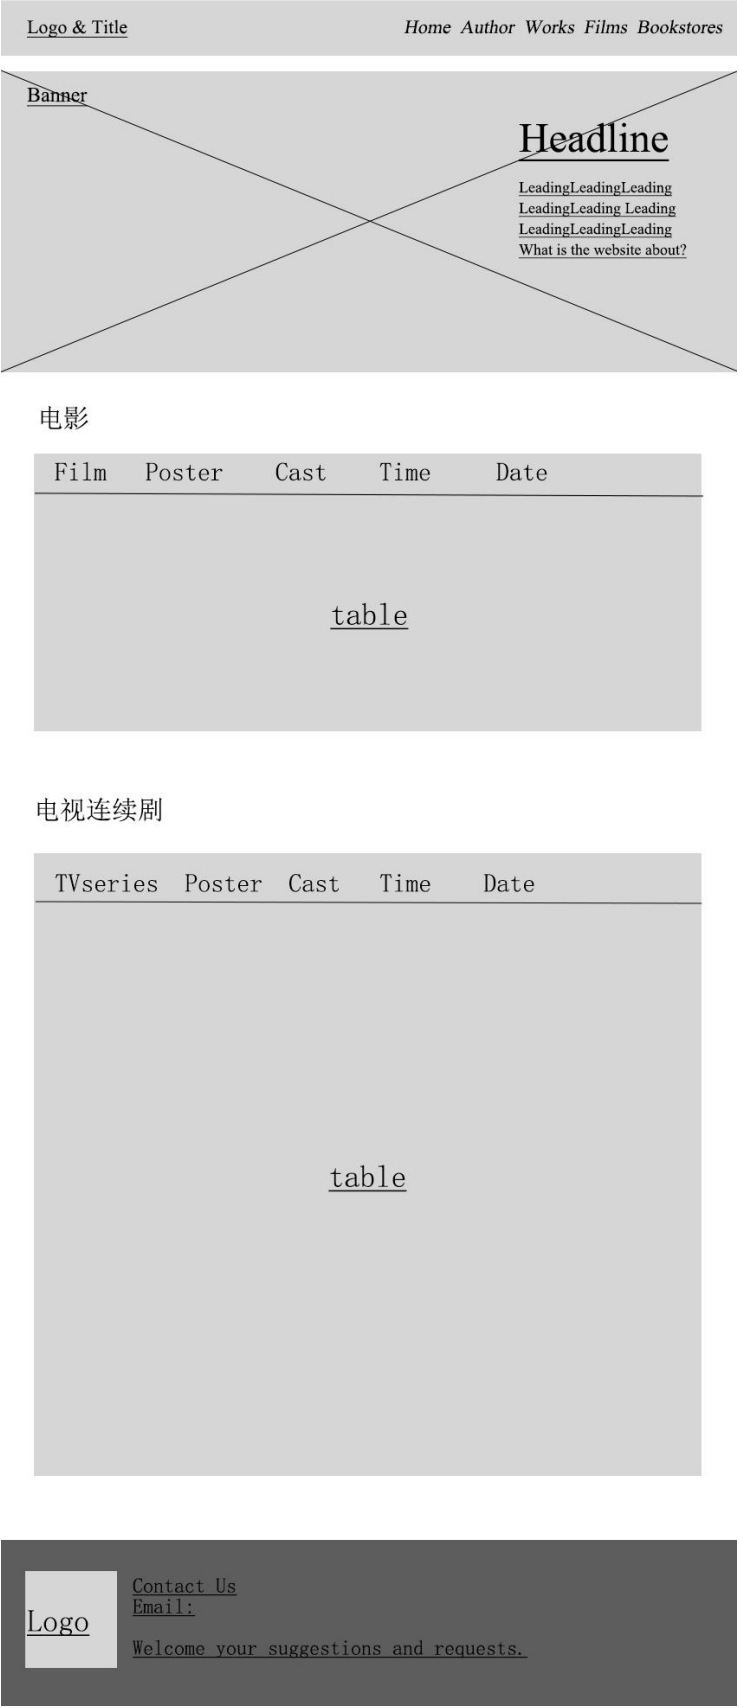 Logo & Title
Home Author Works Films Bookstores
Banner
Headline
LeadingLeadingLeading
LeadingLeading Leading
LeadingLeadingLeading
What is the website about?
电影
Film Poster Cast Time Date
table
电视连续剧
TVseries Poster Cast Time Date
table
Logo
Contact Us
Email:
Welcome your suggestions and requests.